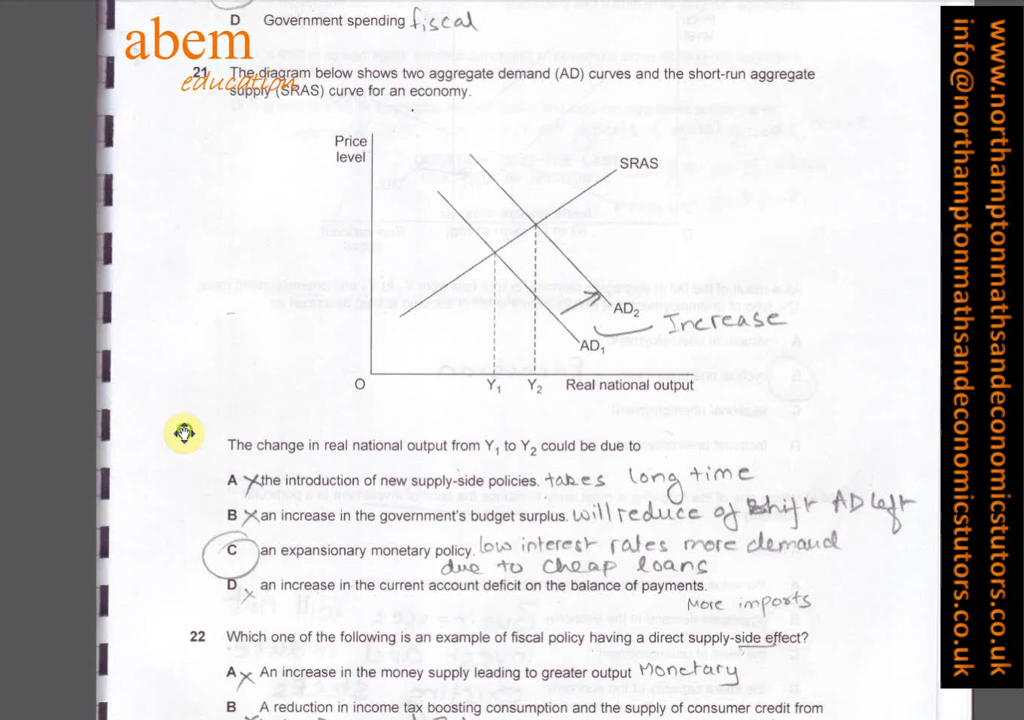 D Government spending fiscal
abem
education
21 The diagram below shows two aggregate demand (AD) curves and the short-run aggregate
supply (SRAS) curve for an economy.
Price
level
SRAS
AD2
Increase
AD1
O Y1 Y2 Real national output
The change in real national output from Y1 to Y2 could be due to
A X the introduction of new supply-side policies. takes long time
B X an increase in the government's budget surplus. will reduce of shift AD left
C an expansionary monetary policy. low interest rates more demand
due to cheap loans
D X an increase in the current account deficit on the balance of payments.
More imports
22 Which one of the following is an example of fiscal policy having a direct supply-side effect?
A X An increase in the money supply leading to greater output Monetary
B A reduction in income tax boosting consumption and the supply of consumer credit from
www.northamptonmathsandeconomicstutors.co.uk
info@northamptonmathsandeconomicstutors.co.uk